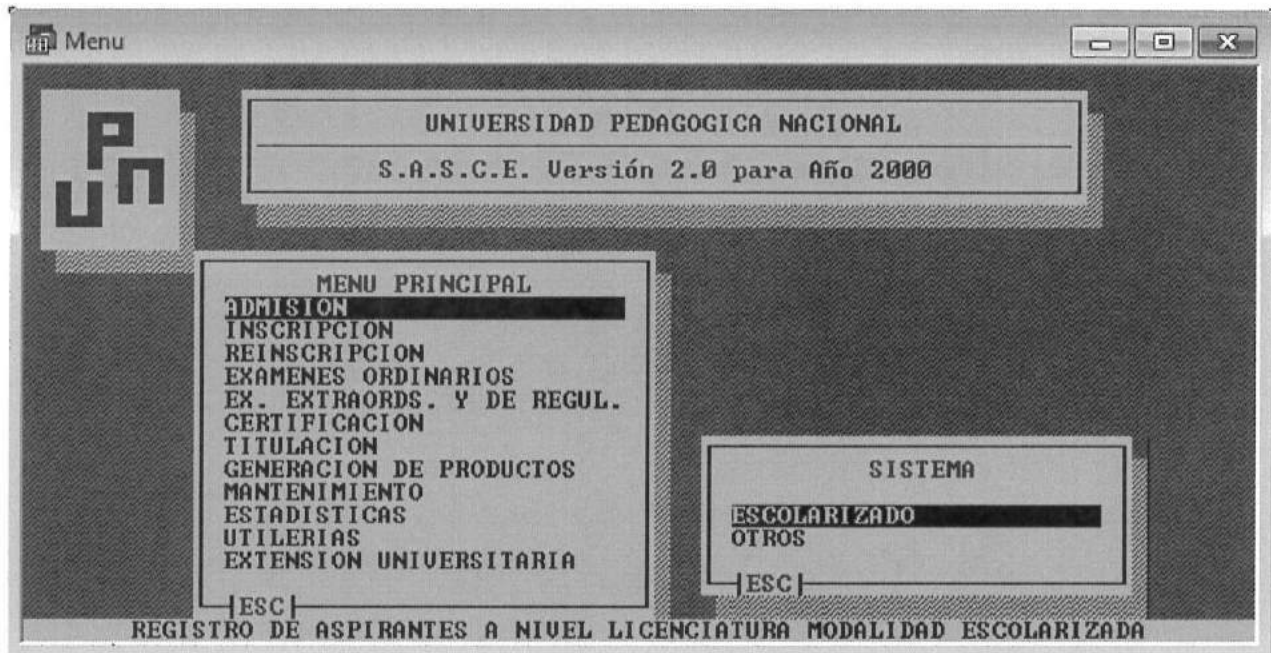 Menu
UPN
UNIVERSIDAD PEDAGOGICA NACIONAL
S.A.S.C.E. Versión 2.0 para Año 2000
MENU PRINCIPAL
ADMISION
INSCRIPCION
REINSCRIPCION
EXAMENES ORDINARIOS
EX. EXTRAORDS. Y DE REGUL.
CERTIFICACION
TITULACION
GENERACION DE PRODUCTOS
MANTENIMIENTO
ESTADISTICAS
UTILERIAS
EXTENSION UNIVERSITARIA
ESC
SISTEMA
ESCOLARIZADO
OTROS
ESC
REGISTRO DE ASPIRANTES A NIVEL LICENCIATURA MODALIDAD ESCOLARIZADA